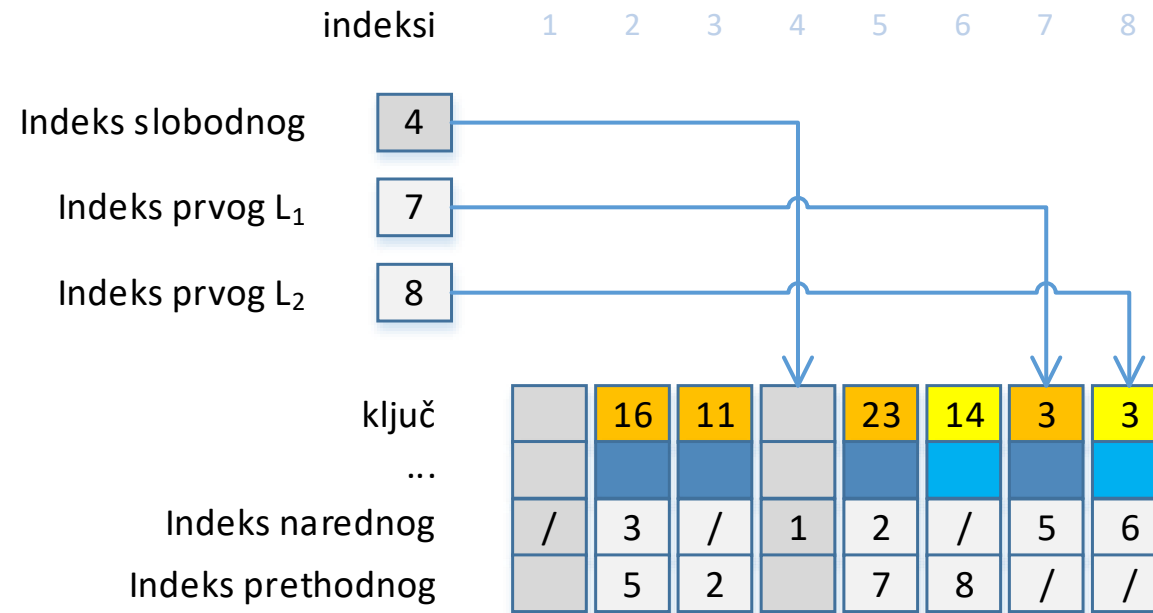 indeksi 1 2 3 4 5 6 7 8
Indeks slobodnog 4
Indeks prvog L₁ 7
Indeks prvog L₂ 8
ključ 16 11 23 14 3 3
...
Indeks narednog / 3 / 1 2 / 5 6
Indeks prethodnog 5 2 7 8 / /